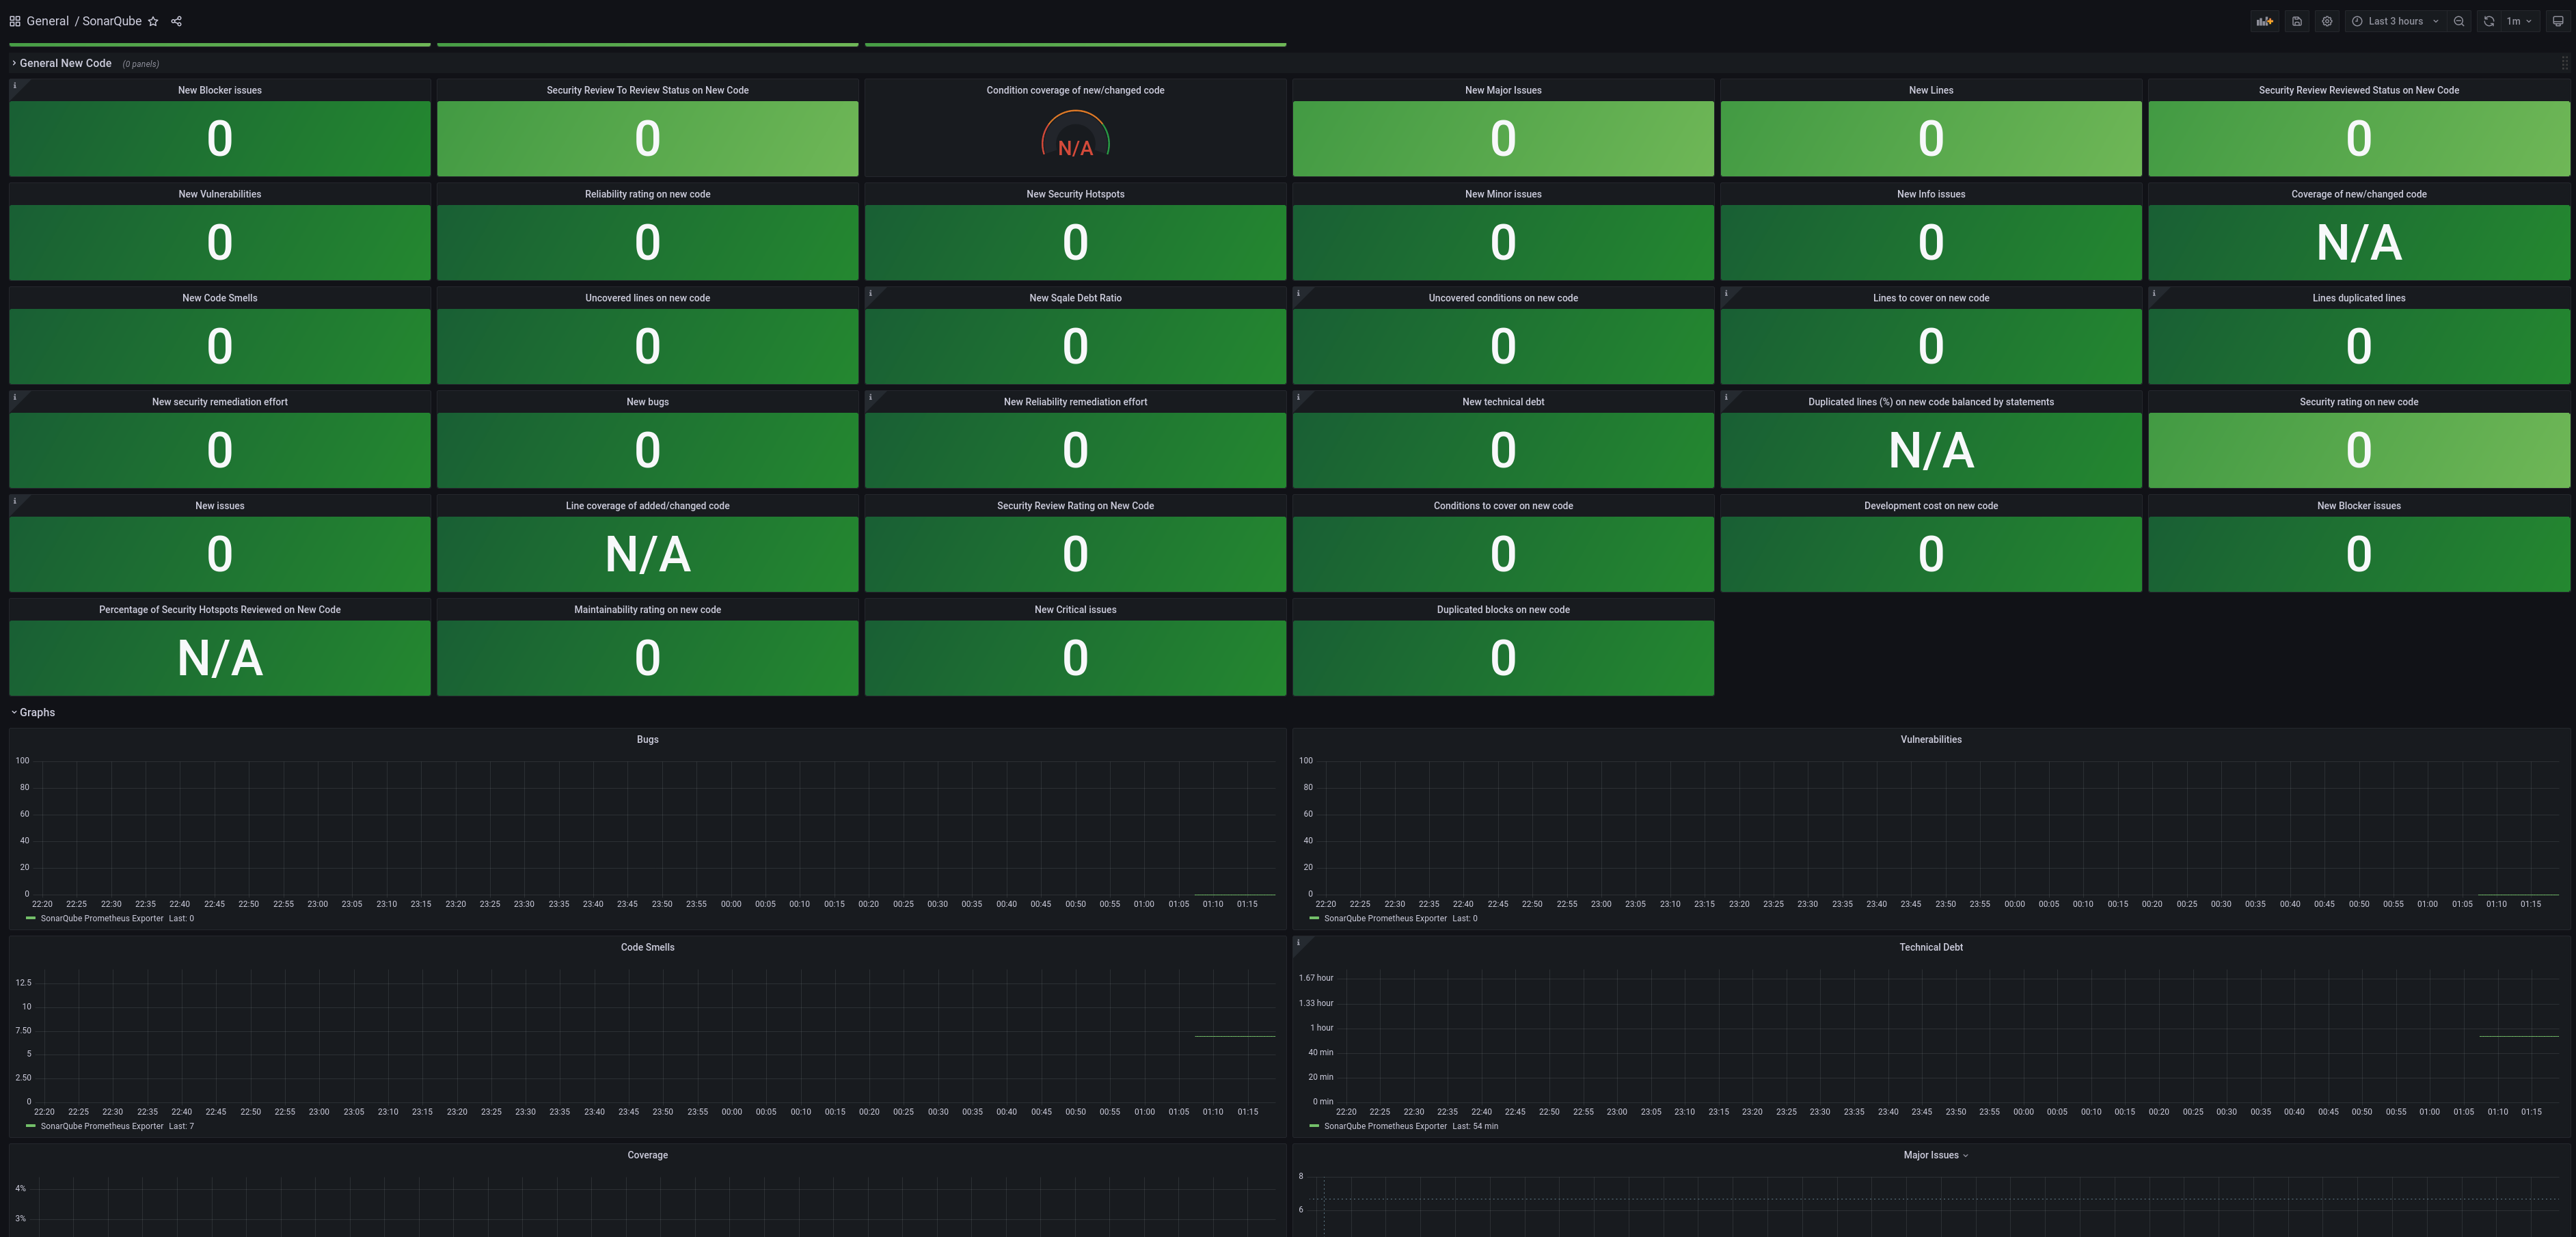 General / SonarQube
Last 3 hours
1m
General New Code (0 panels)
New Blocker issues
Security Review To Review Status on New Code
Condition coverage of new/changed code
New Major Issues
New Lines
Security Review Reviewed Status on New Code
0
0
N/A
0
0
0
New Vulnerabilities
Reliability rating on new code
New Security Hotspots
New Minor issues
New Info issues
Coverage of new/changed code
0
0
0
0
0
N/A
New Code Smells
Uncovered lines on new code
New Sqale Debt Ratio
Uncovered conditions on new code
Lines to cover on new code
Lines duplicated lines
0
0
0
0
0
0
New security remediation effort
New bugs
New Reliability remediation effort
New technical debt
Duplicated lines (%) on new code balanced by statements
Security rating on new code
0
0
0
0
N/A
0
New issues
Line coverage of added/changed code
Security Review Rating on New Code
Conditions to cover on new code
Development cost on new code
New Blocker issues
0
N/A
0
0
0
0
Percentage of Security Hotspots Reviewed on New Code
Maintainability rating on new code
New Critical issues
Duplicated blocks on new code
N/A
0
0
0
Graphs
Bugs
100
80
60
40
20
0
22:20 22:25 22:30 22:35 22:40 22:45 22:50 22:55 23:00 23:05 23:10 23:15 23:20 23:25 23:30 23:35 23:40 23:45 23:50 23:55 00:00 00:05 00:10 00:15 00:20 00:25 00:30 00:35 00:40 00:45 00:50 00:55 01:00 01:05 01:10 01:15
SonarQube Prometheus Exporter Last: 0
Vulnerabilities
100
80
60
40
20
0
22:20 22:25 22:30 22:35 22:40 22:45 22:50 22:55 23:00 23:05 23:10 23:15 23:20 23:25 23:30 23:35 23:40 23:45 23:50 23:55 00:00 00:05 00:10 00:15 00:20 00:25 00:30 00:35 00:40 00:45 00:50 00:55 01:00 01:05 01:10 01:15
SonarQube Prometheus Exporter Last: 0
Code Smells
12.5
10
7.50
5
2.50
0
22:20 22:25 22:30 22:35 22:40 22:45 22:50 22:55 23:00 23:05 23:10 23:15 23:20 23:25 23:30 23:35 23:40 23:45 23:50 23:55 00:00 00:05 00:10 00:15 00:20 00:25 00:30 00:35 00:40 00:45 00:50 00:55 01:00 01:05 01:10 01:15
SonarQube Prometheus Exporter Last: 7
Technical Debt
1.67 hour
1.33 hour
1 hour
40 min
20 min
0 min
22:20 22:25 22:30 22:35 22:40 22:45 22:50 22:55 23:00 23:05 23:10 23:15 23:20 23:25 23:30 23:35 23:40 23:45 23:50 23:55 00:00 00:05 00:10 00:15 00:20 00:25 00:30 00:35 00:40 00:45 00:50 00:55 01:00 01:05 01:10 01:15
SonarQube Prometheus Exporter Last: 54 min
Coverage
4%
3%
Major Issues
8
6